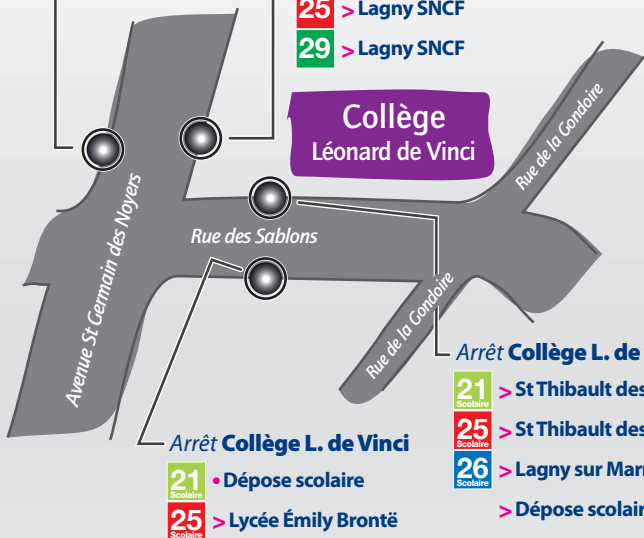 25 > Lagny SNCF
29 > Lagny SNCF
Collège
Léonard de Vinci
Rue de la Gondoire
Rue des Sablons
Avenue St Germain des Noyers
Rue de la Gondoire
Arrêt Collège L. de
21 Scolaire > St Thibault des
25 Scolaire > St Thibault des
26 Scolaire > Lagny sur Marn
> Dépose scolair
Arrêt Collège L. de Vinci
21 Scolaire • Dépose scolaire
25 Scolaire > Lycée Émily Brontë